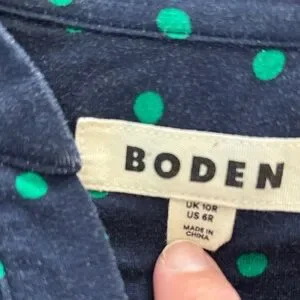 BODEN
UK 10R
US 6R
MADE IN
CHINA